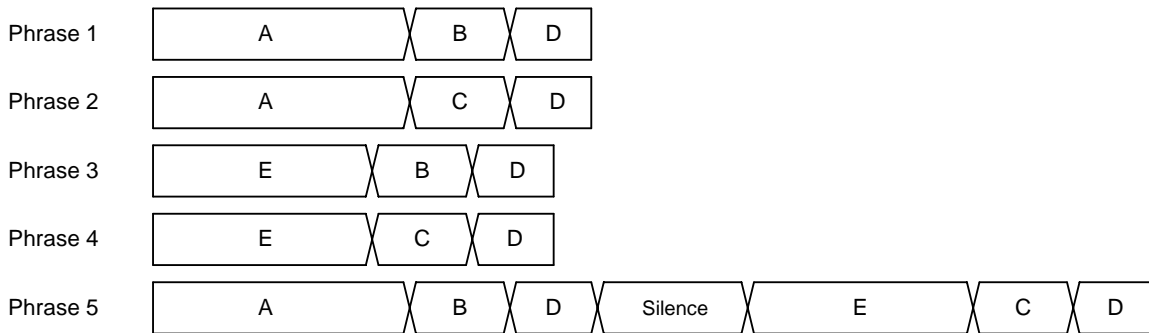 Phrase 1 A B D
Phrase 2 A C D
Phrase 3 E B D
Phrase 4 E C D
Phrase 5 A B D Silence E C D